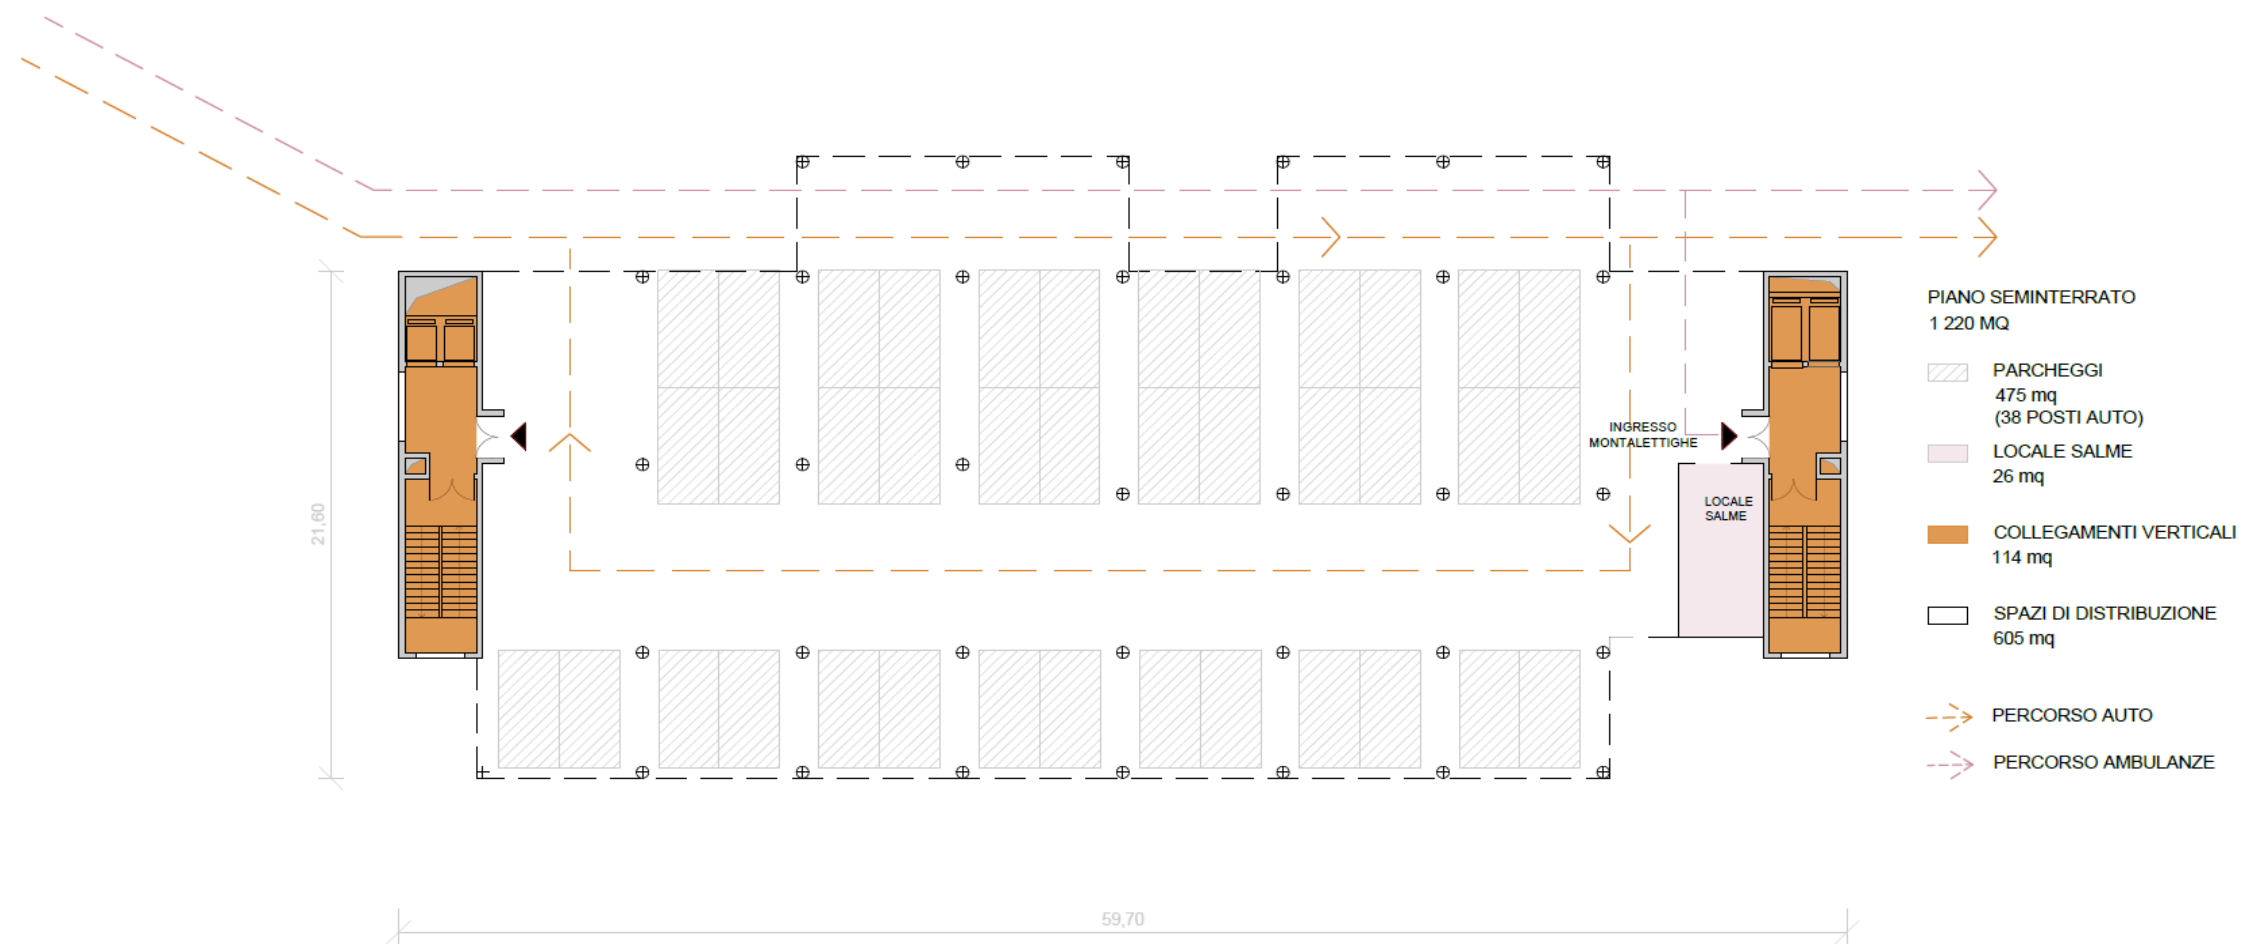 PIANO SEMINTERRATO
1 220 MQ
PARCHEGGI
475 mq
(38 POSTI AUTO)
LOCALE SALME
26 mq
COLLEGAMENTI VERTICALI
114 mq
SPAZI DI DISTRIBUZIONE
605 mq
PERCORSO AUTO
PERCORSO AMBULANZE
INGRESSO
MONTALETTIGHE
LOCALE
SALME
21,60
59,70